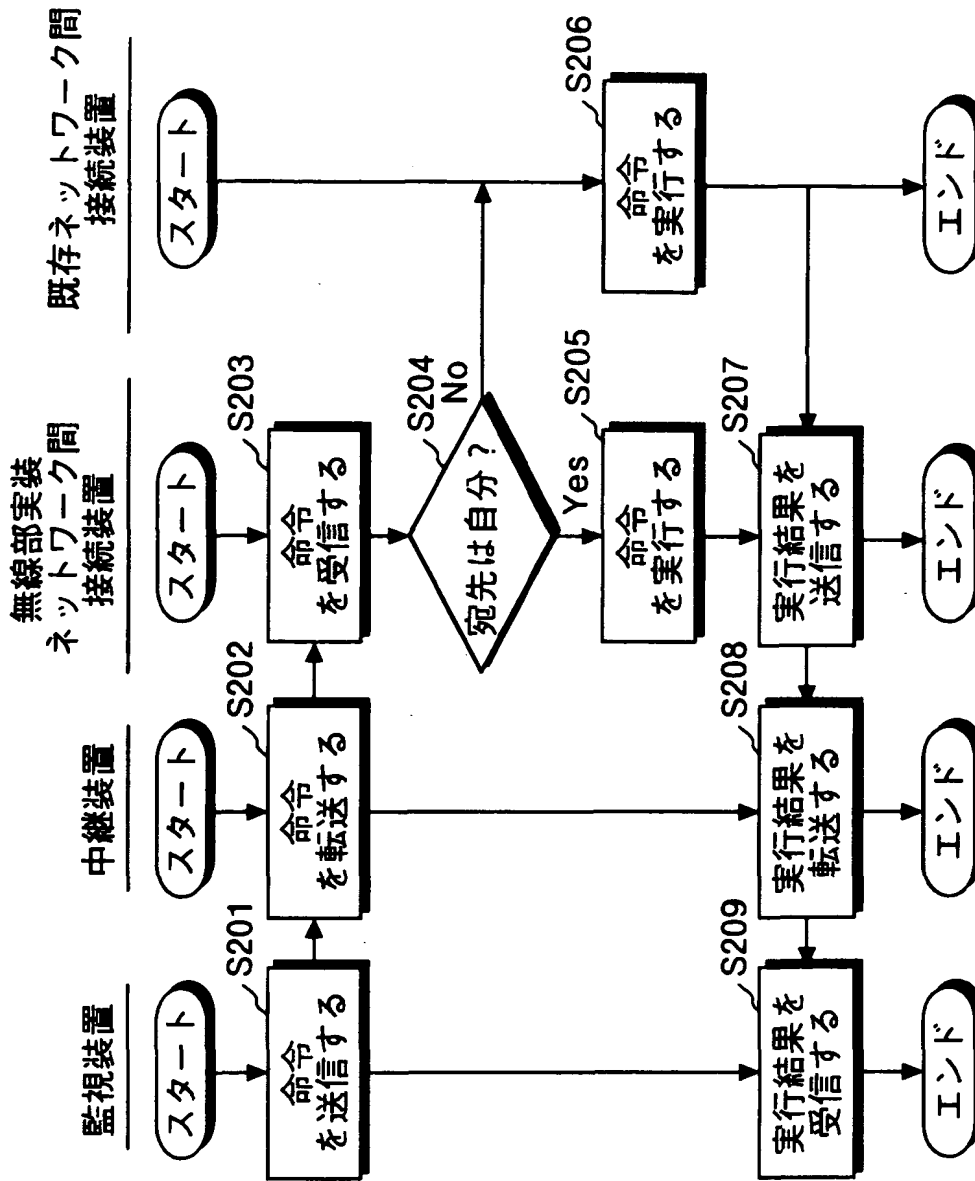 監視装置
スタート
S201
命令
を送信する
S209
実行結果を
受信する
エンド
中継装置
スタート
S202
命令
を転送する
S208
実行結果を
転送する
エンド
無線部実装
ネットワーク間
接続装置
スタート
S203
命令
を受信する
S204
宛先は自分?
No
Yes
S205
命令
を実行する
S207
実行結果を
送信する
エンド
既存ネットワーク間
接続装置
スタート
S206
命令
を実行する
エンド